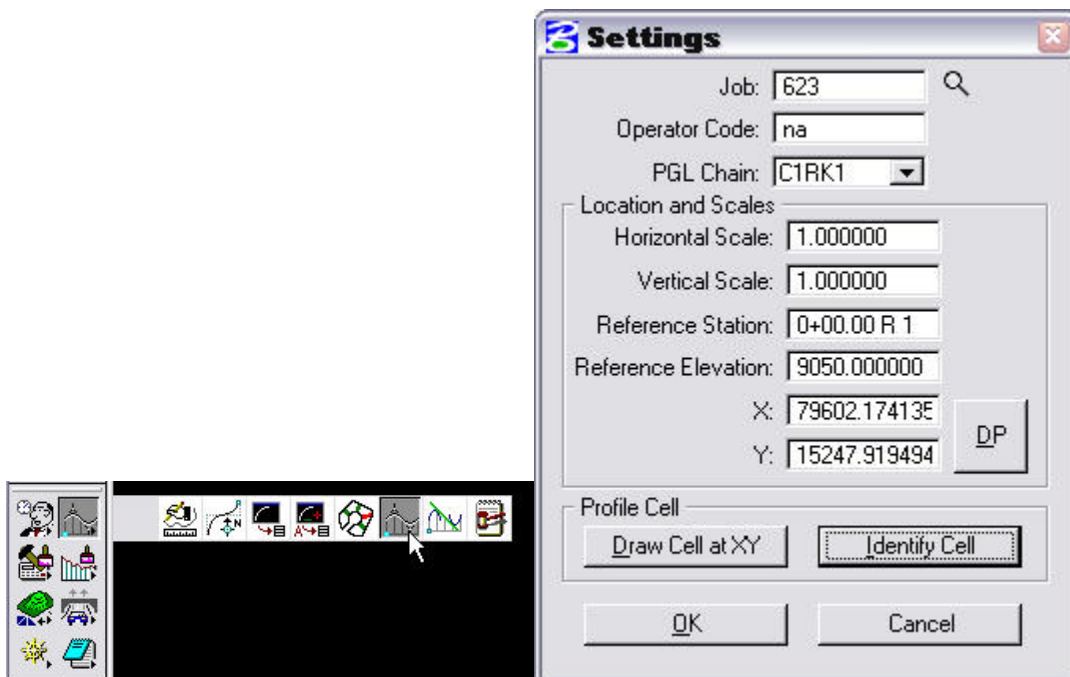 Settings
Job: 623
Operator Code: na
PGL Chain: C1RK1
Location and Scales
Horizontal Scale: 1.000000
Vertical Scale: 1.000000
Reference Station: 0+00.00 R 1
Reference Elevation: 9050.000000
X: 79602.174135
Y: 15247.919494
DP
Profile Cell
Draw Cell at XY Identify Cell
OK Cancel